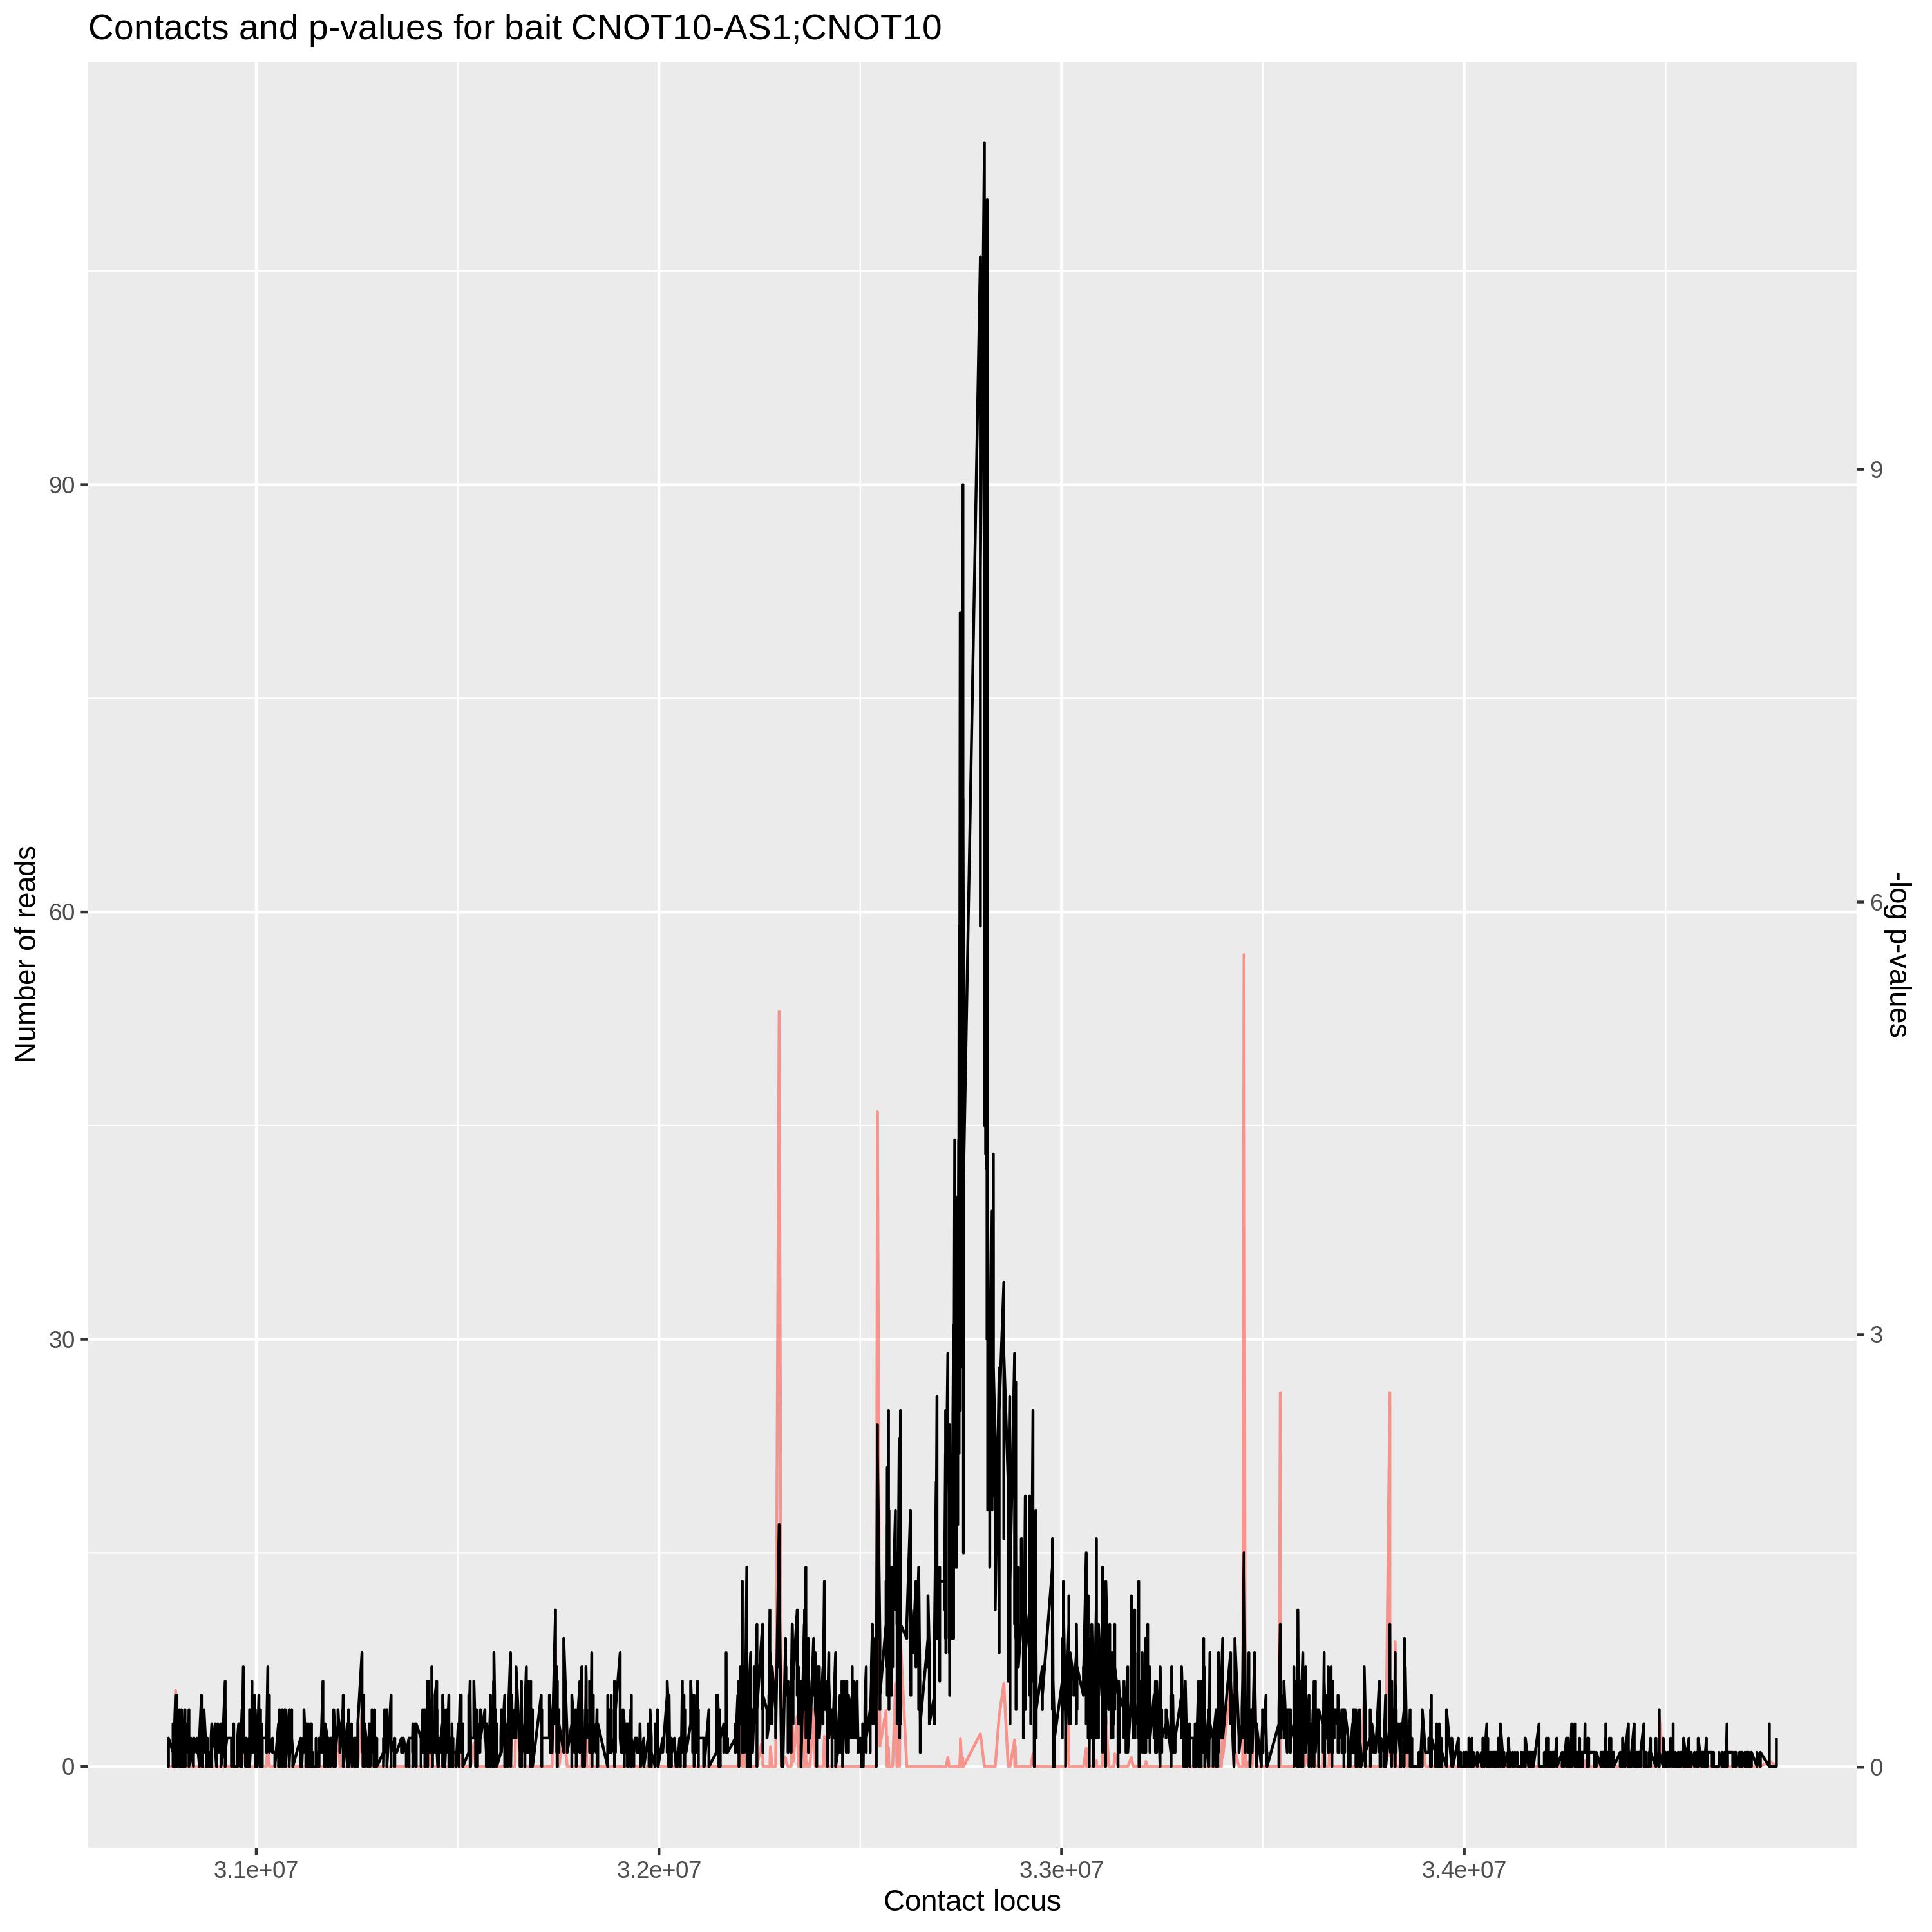 Contacts and p-values for bait CNOT10-AS1;CNOT10
Number of reads
90
60
30
0
9
6
3
0
-log p-values
3.1e+07
3.2e+07
3.3e+07
3.4e+07
Contact locus